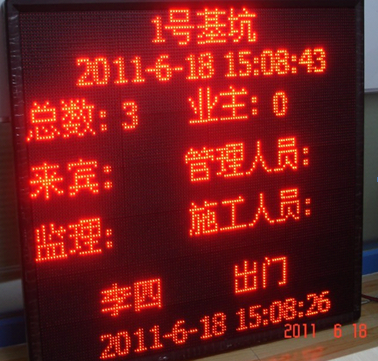 1号基坑
2011-6-18 15:08:43
总数: 3 业主: 0
来宾: 管理人员:
监理: 施工人员:
李四 出门
2011-6-18 15:08:26
2011 6 18